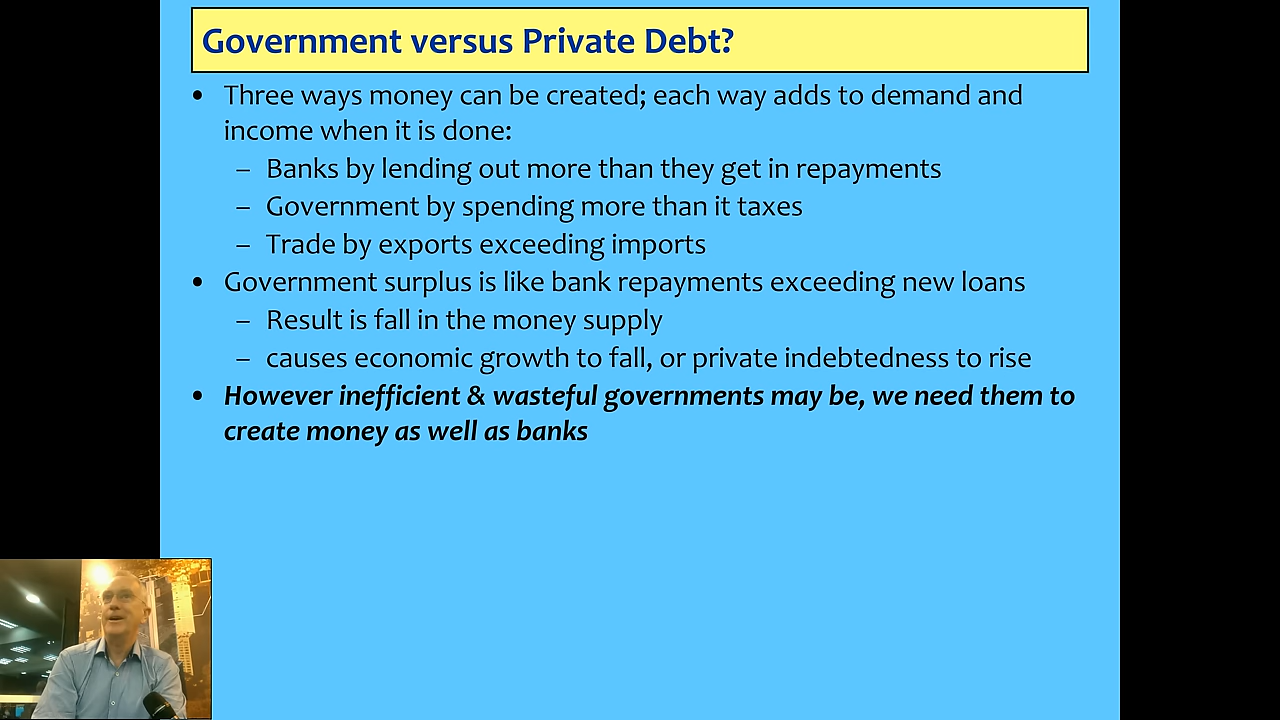 Government versus Private Debt?
• Three ways money can be created; each way adds to demand and
income when it is done:
– Banks by lending out more than they get in repayments
– Government by spending more than it taxes
– Trade by exports exceeding imports
• Government surplus is like bank repayments exceeding new loans
– Result is fall in the money supply
– causes economic growth to fall, or private indebtedness to rise
• However inefficient & wasteful governments may be, we need them to
create money as well as banks